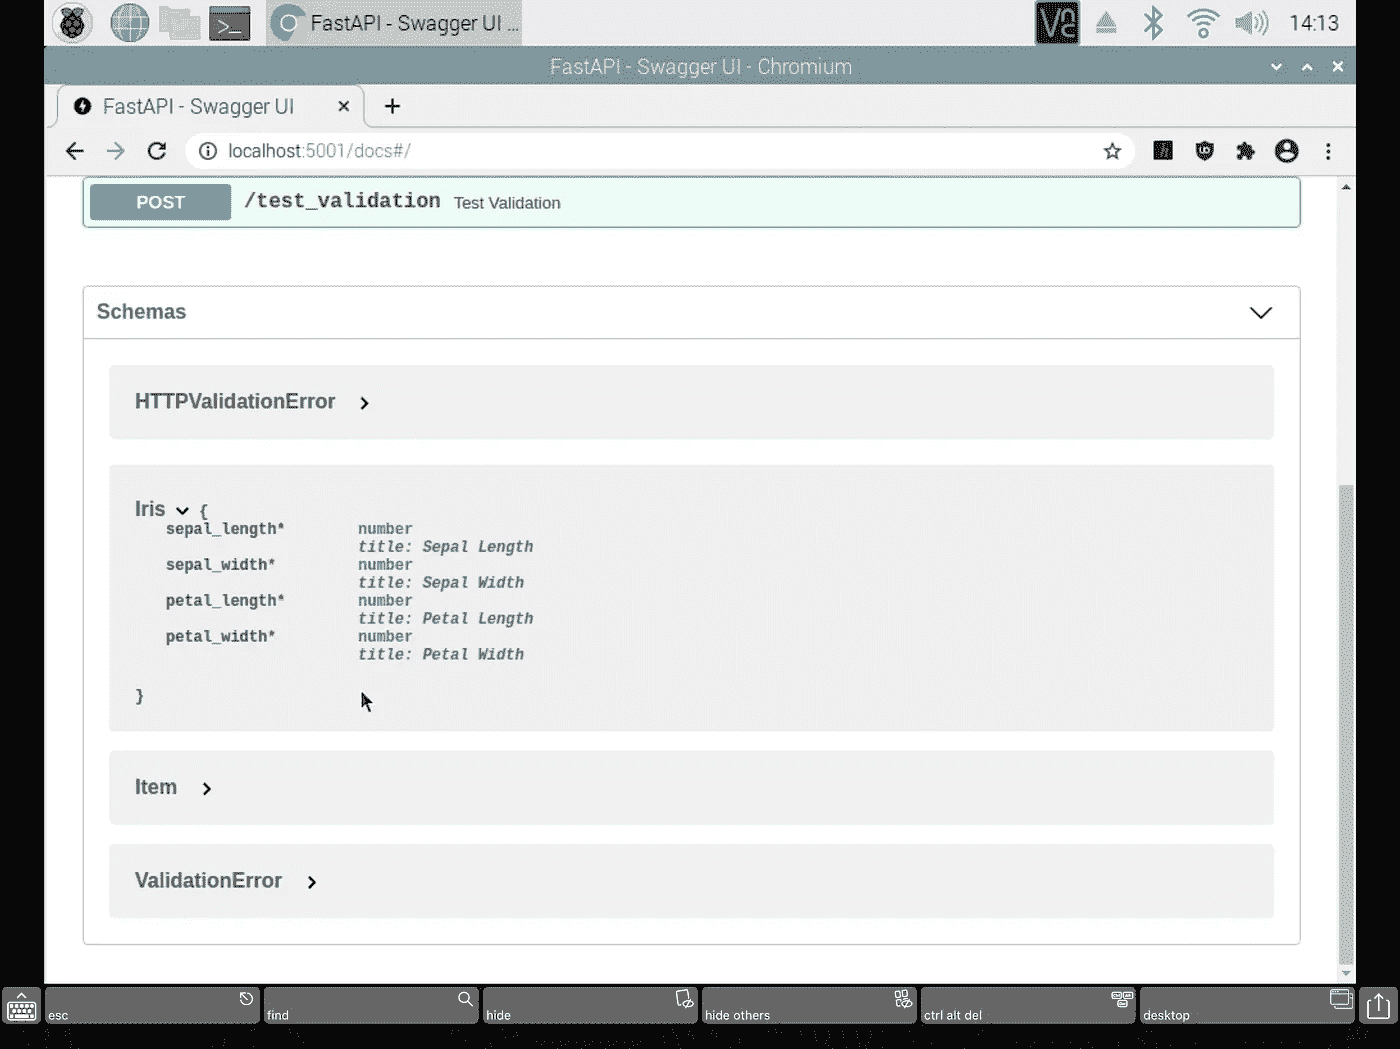 FastAPI - Swagger UI ...
14:13
FastAPI - Swagger UI - Chromium
FastAPI - Swagger UI
localhost:5001/docs#/
POST /test_validation Test Validation
Schemas
HTTPValidationError
Iris {
sepal_length* number
title: Sepal Length
sepal_width* number
title: Sepal Width
petal_length* number
title: Petal Length
petal_width* number
title: Petal Width
}
Item
ValidationError
esc find hide hide others ctrl alt del desktop